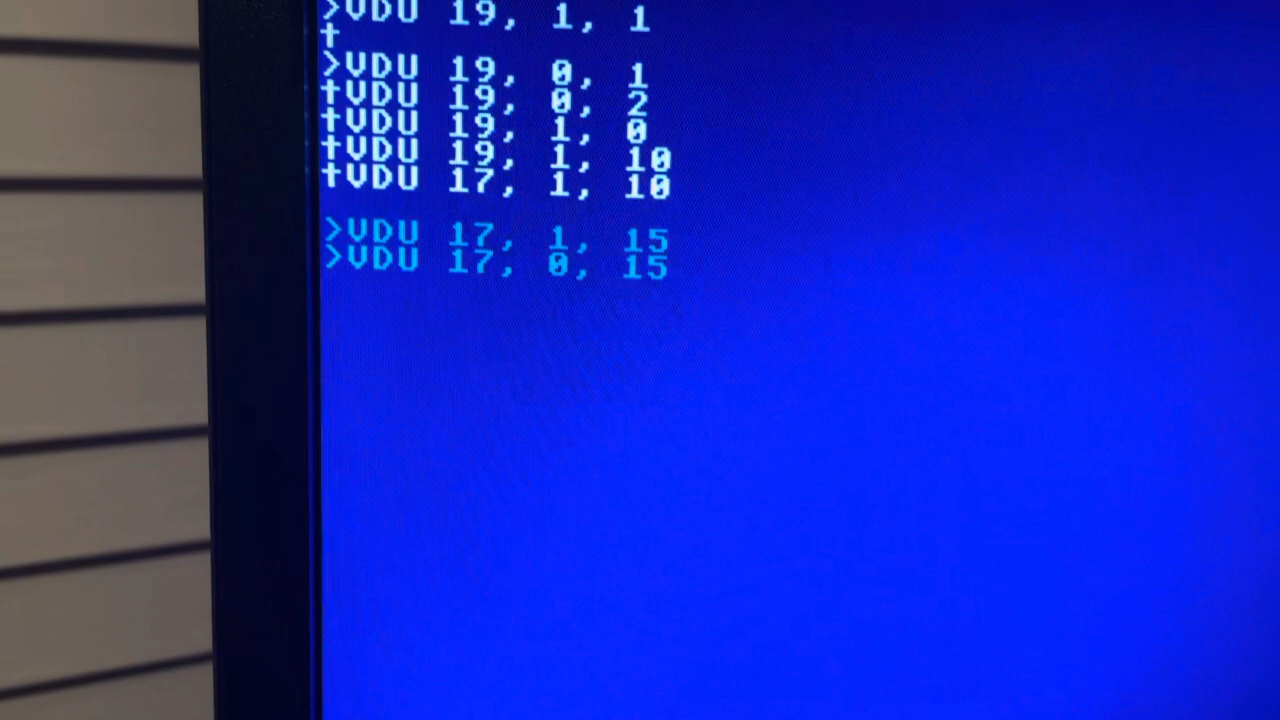 >VDU 19, 1, 1
†
>VDU 19, 0, 1
†VDU 19, 0, 2
†VDU 19, 1, 0
†VDU 19, 1, 10
†VDU 17, 1, 10
>VDU 17, 1, 15
>VDU 17, 0, 15